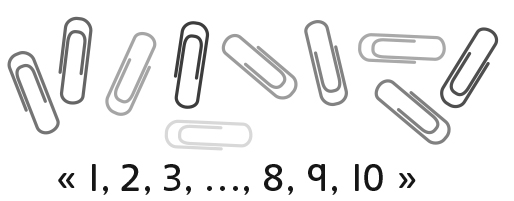 « 1, 2, 3, ..., 8, 9, 10 »